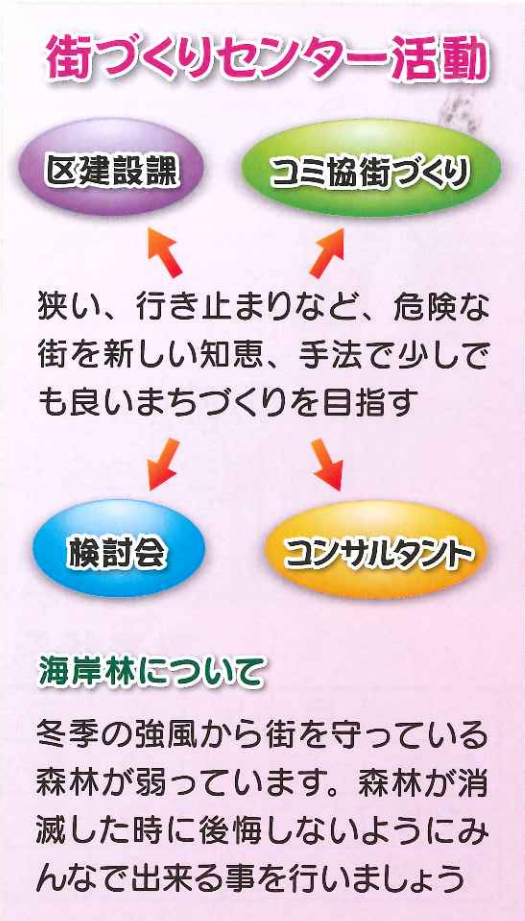 街づくりセンター活動
区建設課
コミ協街づくり
狭い、行き止まりなど、危険な
街を新しい知恵、手法で少しで
も良いまちづくりを目指す
検討会
コンサルタント
海岸林について
冬季の強風から街を守っている
森林が弱っています。森林が消
滅した時に後悔しないようにみ
んなで出来る事を行いましょう